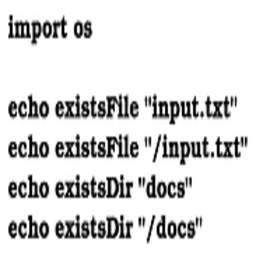 import os
echo existsFile "input.txt"
echo existsFile "/input.txt"
echo existsDir "docs"
echo existsDir "/docs"